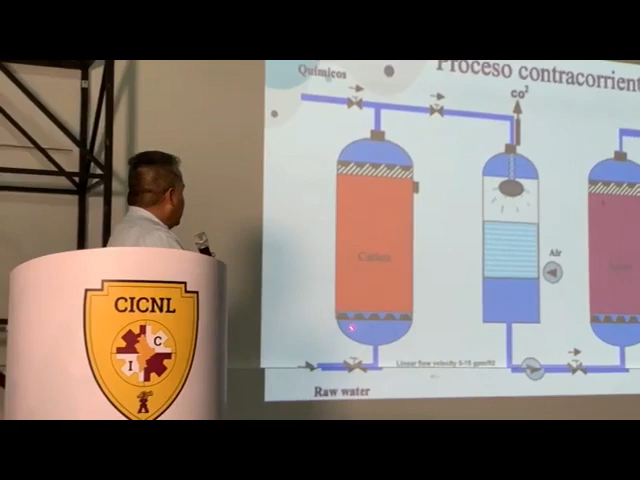 Proceso contracorrient
Químicos
co2
Cation
Air
Linear flow velocity 5-15 gpm/ft2
Raw water
CICNL
C
I